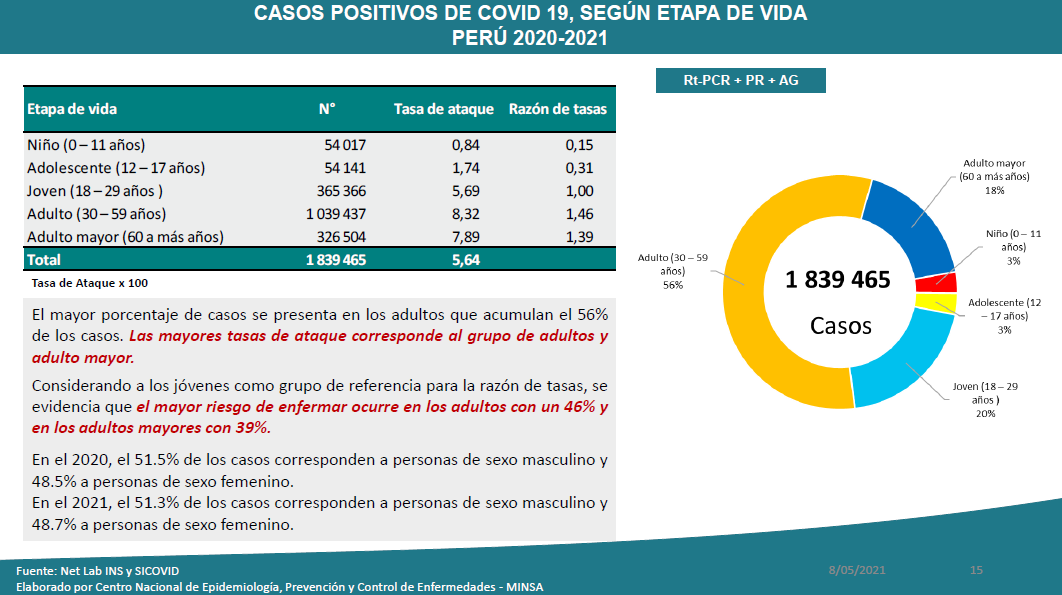 CASOS POSITIVOS DE COVID 19, SEGÚN ETAPA DE VIDA
PERÚ 2020-2021
Rt-PCR + PR + AG
Etapa de vida N° Tasa de ataque Razón de tasas
Niño (0 – 11 años) 54 017 0,84 0,15
Adolescente (12 – 17 años) 54 141 1,74 0,31
Joven (18 – 29 años ) 365 366 5,69 1,00
Adulto (30 – 59 años) 1 039 437 8,32 1,46
Adulto mayor (60 a más años) 326 504 7,89 1,39
Total 1 839 465 5,64
Tasa de Ataque x 100
El mayor porcentaje de casos se presenta en los adultos que acumulan el 56%
de los casos. Las mayores tasas de ataque corresponde al grupo de adultos y
adulto mayor.
Considerando a los jóvenes como grupo de referencia para la razón de tasas, se
evidencia que el mayor riesgo de enfermar ocurre en los adultos con un 46% y
en los adultos mayores con 39%.
En el 2020, el 51.5% de los casos corresponden a personas de sexo masculino y
48.5% a personas de sexo femenino.
En el 2021, el 51.3% de los casos corresponden a personas de sexo masculino y
48.7% a personas de sexo femenino.
Adulto mayor
(60 a más años)
18%
Niño (0 – 11
años)
3%
Adolescente (12
– 17 años)
3%
Joven (18 – 29
años )
20%
Adulto (30 – 59
años)
56%
1 839 465
Casos
Fuente: Net Lab INS y SICOVID
Elaborado por Centro Nacional de Epidemiología, Prevención y Control de Enfermedades - MINSA
8/05/2021
15